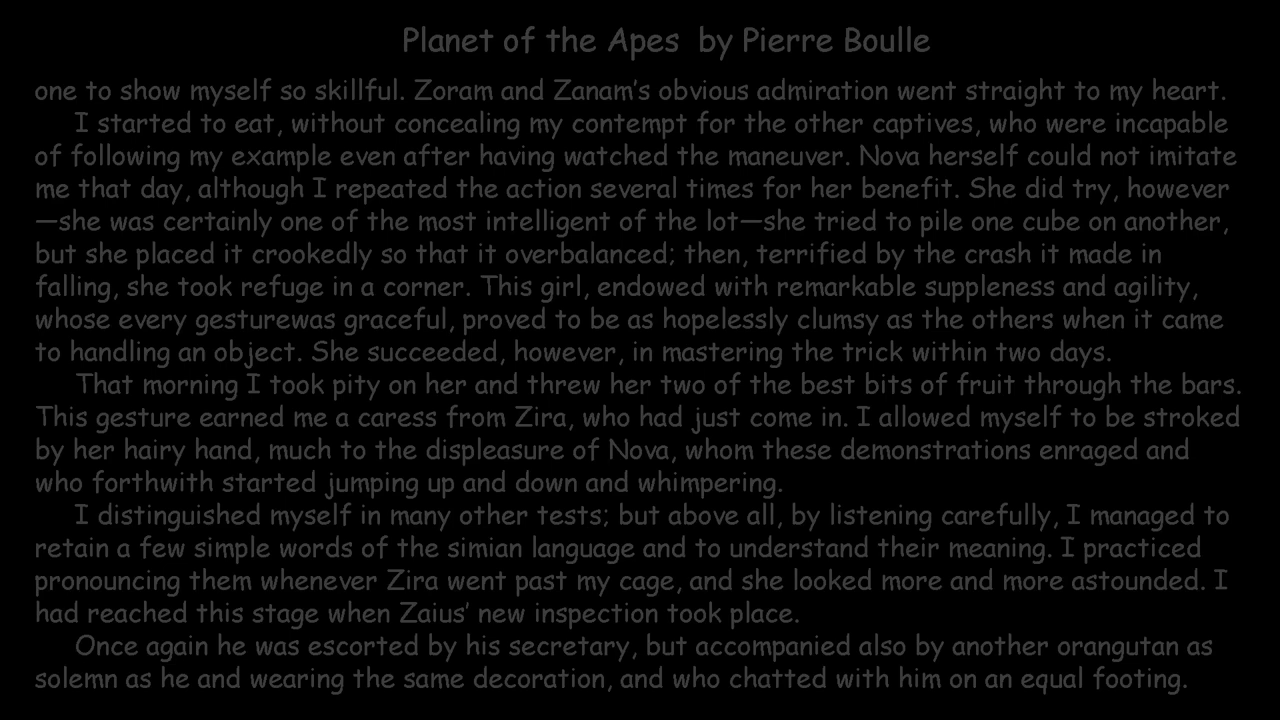 Planet of the Apes  by Pierre Boulle
one to show myself so skillful. Zoram and Zanam’s obvious admiration went straight to my heart.
I started to eat, without concealing my contempt for the other captives, who were incapable
of following my example even after having watched the maneuver. Nova herself could not imitate
me that day, although I repeated the action several times for her benefit. She did try, however
—she was certainly one of the most intelligent of the lot—she tried to pile one cube on another,
but she placed it crookedly so that it overbalanced; then, terrified by the crash it made in
falling, she took refuge in a corner. This girl, endowed with remarkable suppleness and agility,
whose every gesturewas graceful, proved to be as hopelessly clumsy as the others when it came
to handling an object. She succeeded, however, in mastering the trick within two days.
That morning I took pity on her and threw her two of the best bits of fruit through the bars.
This gesture earned me a caress from Zira, who had just come in. I allowed myself to be stroked
by her hairy hand, much to the displeasure of Nova, whom these demonstrations enraged and
who forthwith started jumping up and down and whimpering.
I distinguished myself in many other tests; but above all, by listening carefully, I managed to
retain a few simple words of the simian language and to understand their meaning. I practiced
pronouncing them whenever Zira went past my cage, and she looked more and more astounded. I
had reached this stage when Zaius’ new inspection took place.
Once again he was escorted by his secretary, but accompanied also by another orangutan as
solemn as he and wearing the same decoration, and who chatted with him on an equal footing.